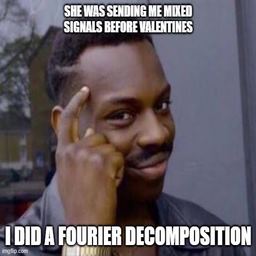 SHE WAS SENDING ME MIXED
SIGNALS BEFORE VALENTINES
I DID A FOURIER DECOMPOSITION
imgflip.com